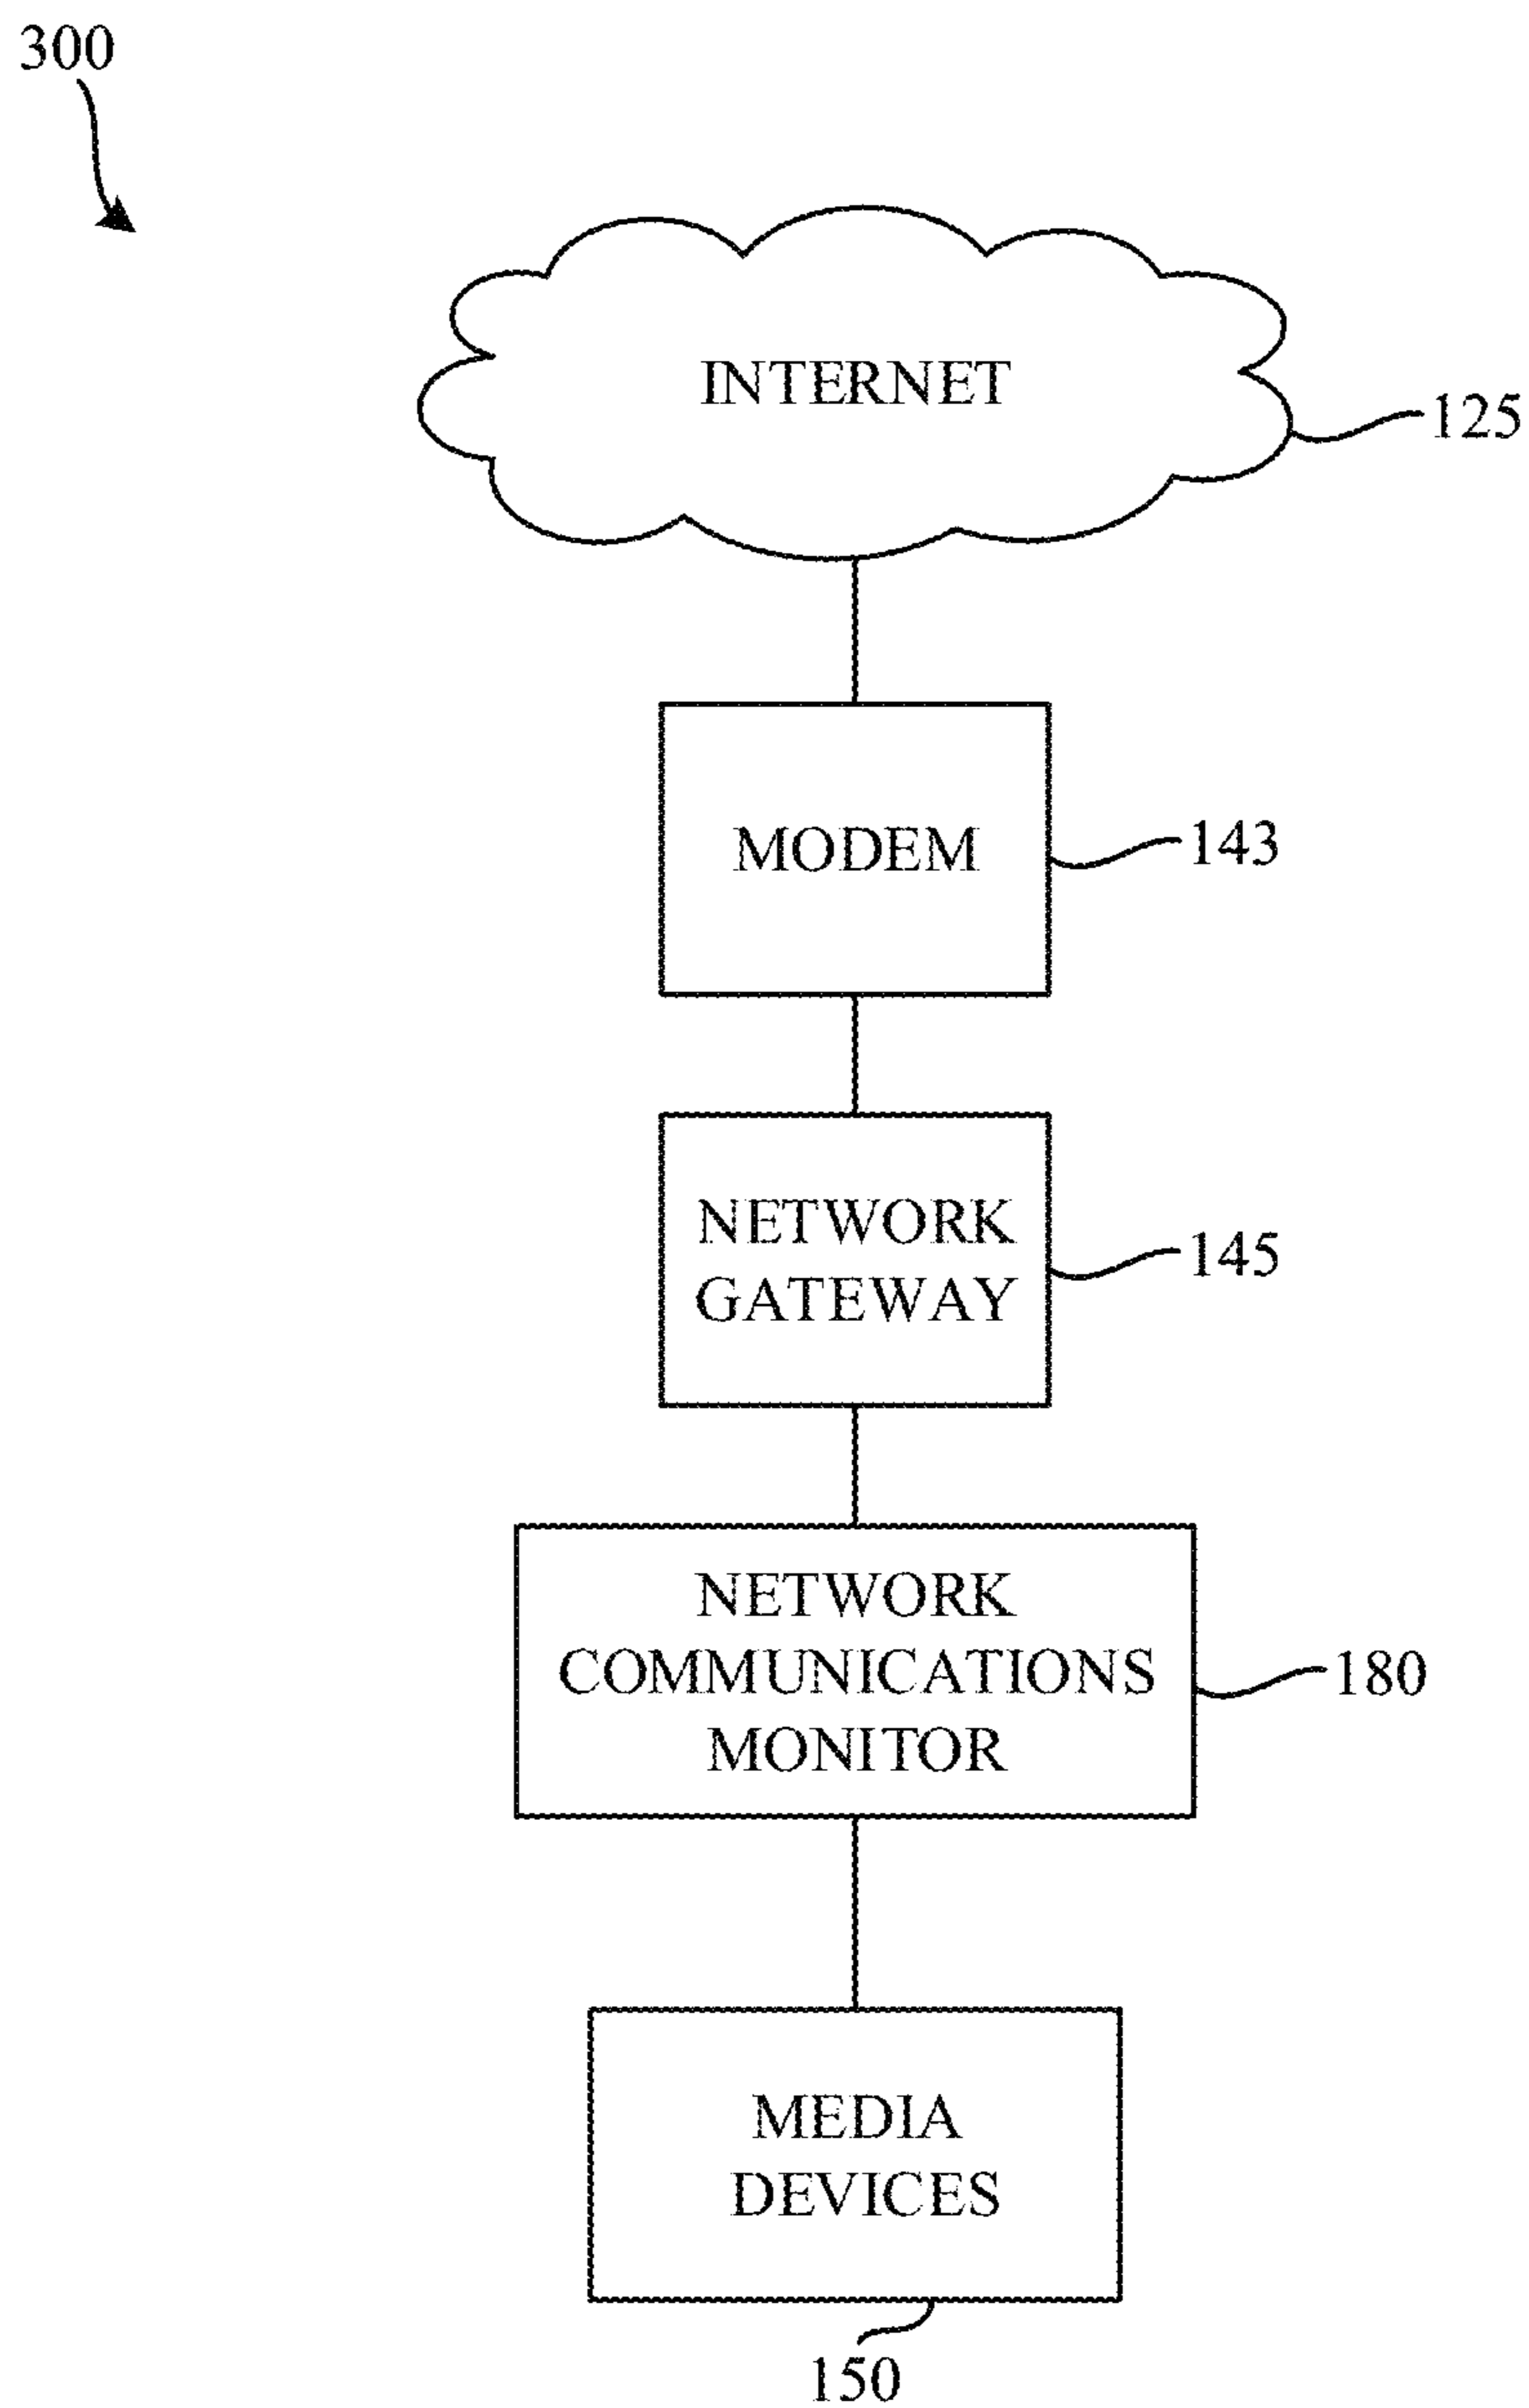 300
INTERNET
125
MODEM
143
NETWORK
GATEWAY
145
NETWORK
COMMUNICATIONS
MONITOR
180
MEDIA
DEVICES
150